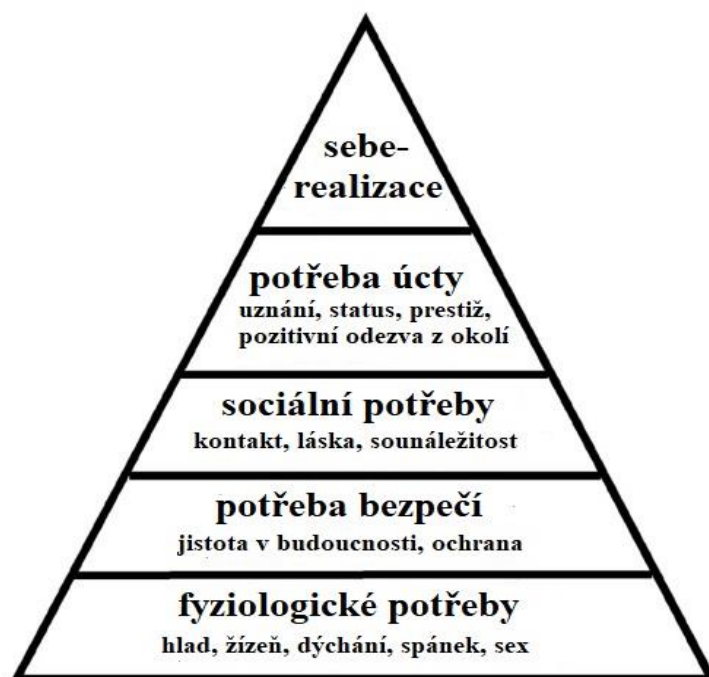 sebe-
realizace
potřeba úcty
uznání, status, prestiž,
pozitivní odezva z okolí
sociální potřeby
kontakt, láska, sounáležitost
potřeba bezpečí
jistota v budoucnosti, ochrana
fyziologické potřeby
hlad, žízeň, dýchání, spánek, sex